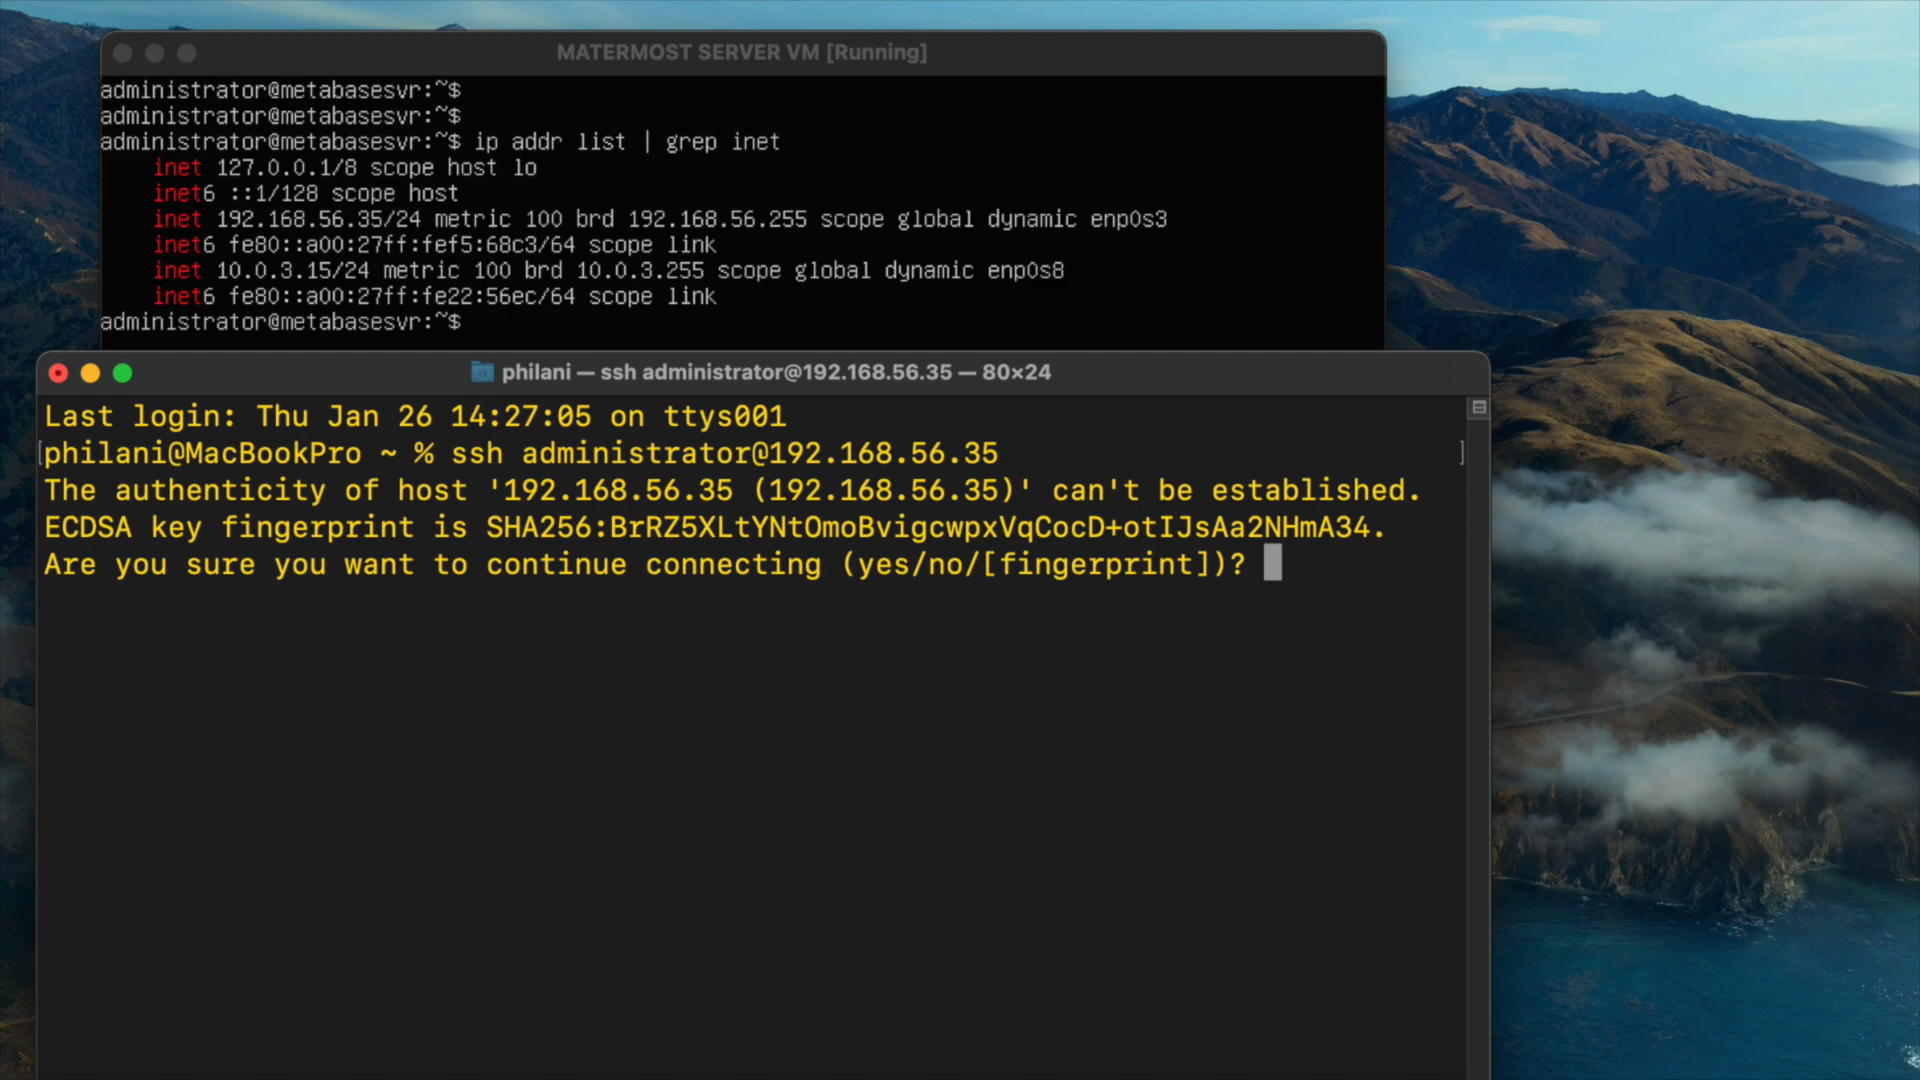 MATERMOST SERVER VM [Running]
administrator@metabasesvr:~$
administrator@metabasesvr:~$
administrator@metabasesvr:~$ ip addr list | grep inet
inet 127.0.0.1/8 scope host lo
inet6 ::1/128 scope host
inet 192.168.56.35/24 metric 100 brd 192.168.56.255 scope global dynamic enp0s3
inet6 fe80::a00:27ff:fef5:68c3/64 scope link
inet 10.0.3.15/24 metric 100 brd 10.0.3.255 scope global dynamic enp0s8
inet6 fe80::a00:27ff:fe22:56ec/64 scope link
administrator@metabasesvr:~$
philani — ssh administrator@192.168.56.35 — 80×24
Last login: Thu Jan 26 14:27:05 on ttys001
[philani@MacBookPro ~ % ssh administrator@192.168.56.35 ]
The authenticity of host '192.168.56.35 (192.168.56.35)' can't be established.
ECDSA key fingerprint is SHA256:BrRZ5XLtYNtOmoBvigcwpxVqCocD+otIJsAa2NHmA34.
Are you sure you want to continue connecting (yes/no/[fingerprint])?